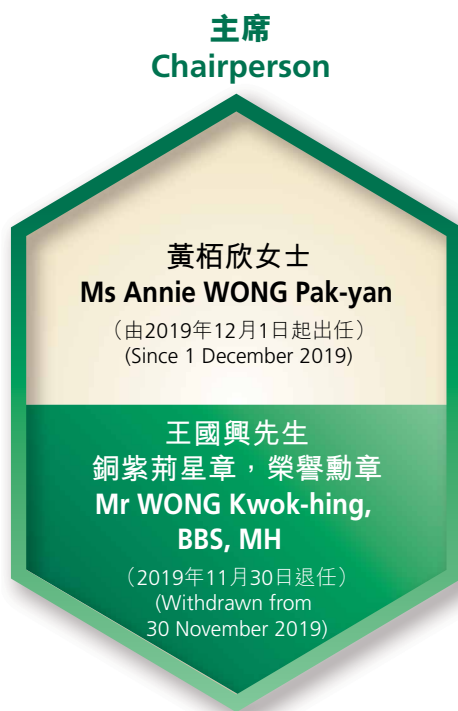 主席
Chairperson
黃栢欣女士
Ms Annie WONG Pak-yan
（由2019年12月1日起出任）
(Since 1 December 2019)
王國興先生
銅紫荊星章，榮譽勳章
Mr WONG Kwok-hing,
BBS, MH
（2019年11月30日退任）
(Withdrawn from
30 November 2019)